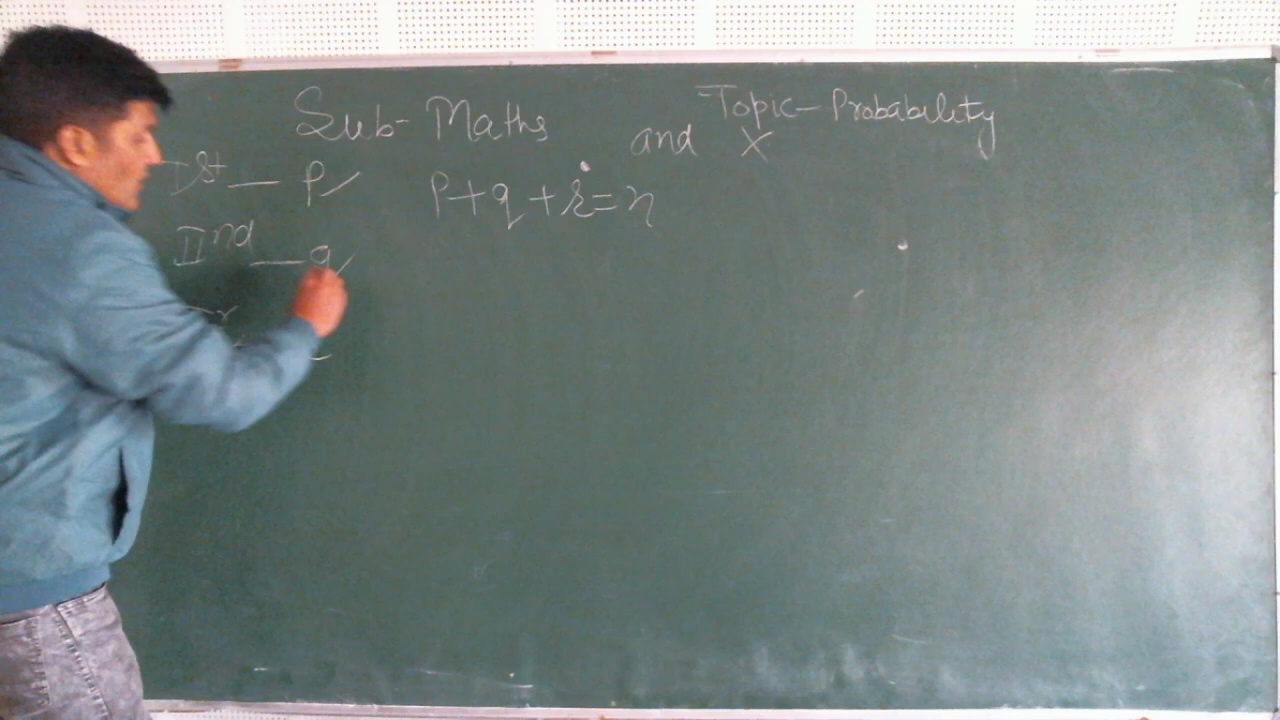 Sub- Maths Topic- Probability
and X
Ist — P
P+q+r=n
IInd — q